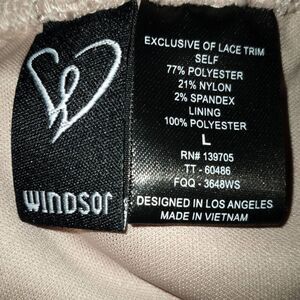 WINDSOR
EXCLUSIVE OF LACE TRIM
SELF
77% POLYESTER
21% NYLON
2% SPANDEX
LINING
100% POLYESTER
L
RN# 139705
TT - 60486
FQQ - 3648WS
DESIGNED IN LOS ANGELES
MADE IN VIETNAM